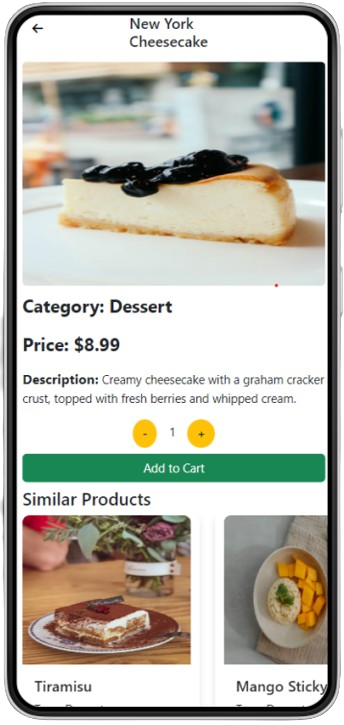 New York
Cheesecake
Category: Dessert
Price: $8.99
Description: Creamy cheesecake with a graham cracker
crust, topped with fresh berries and whipped cream.
- 1 +
Add to Cart
Similar Products
Tiramisu
Mango Sticky